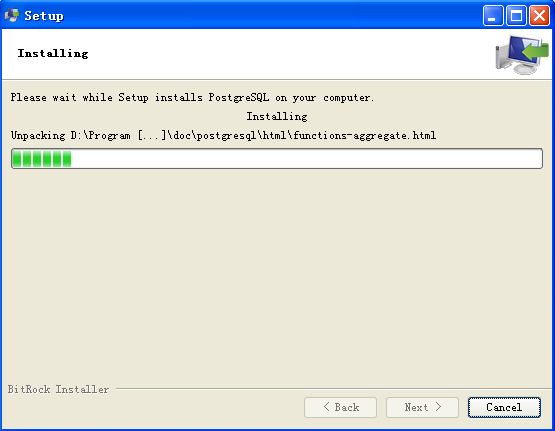 Setup
Installing
Please wait while Setup installs PostgreSQL on your computer.
Installing
Unpacking D:\Program [...]\doc\postgresql\html\functions-aggregate.html
BitRock Installer
< Back
Next >
Cancel